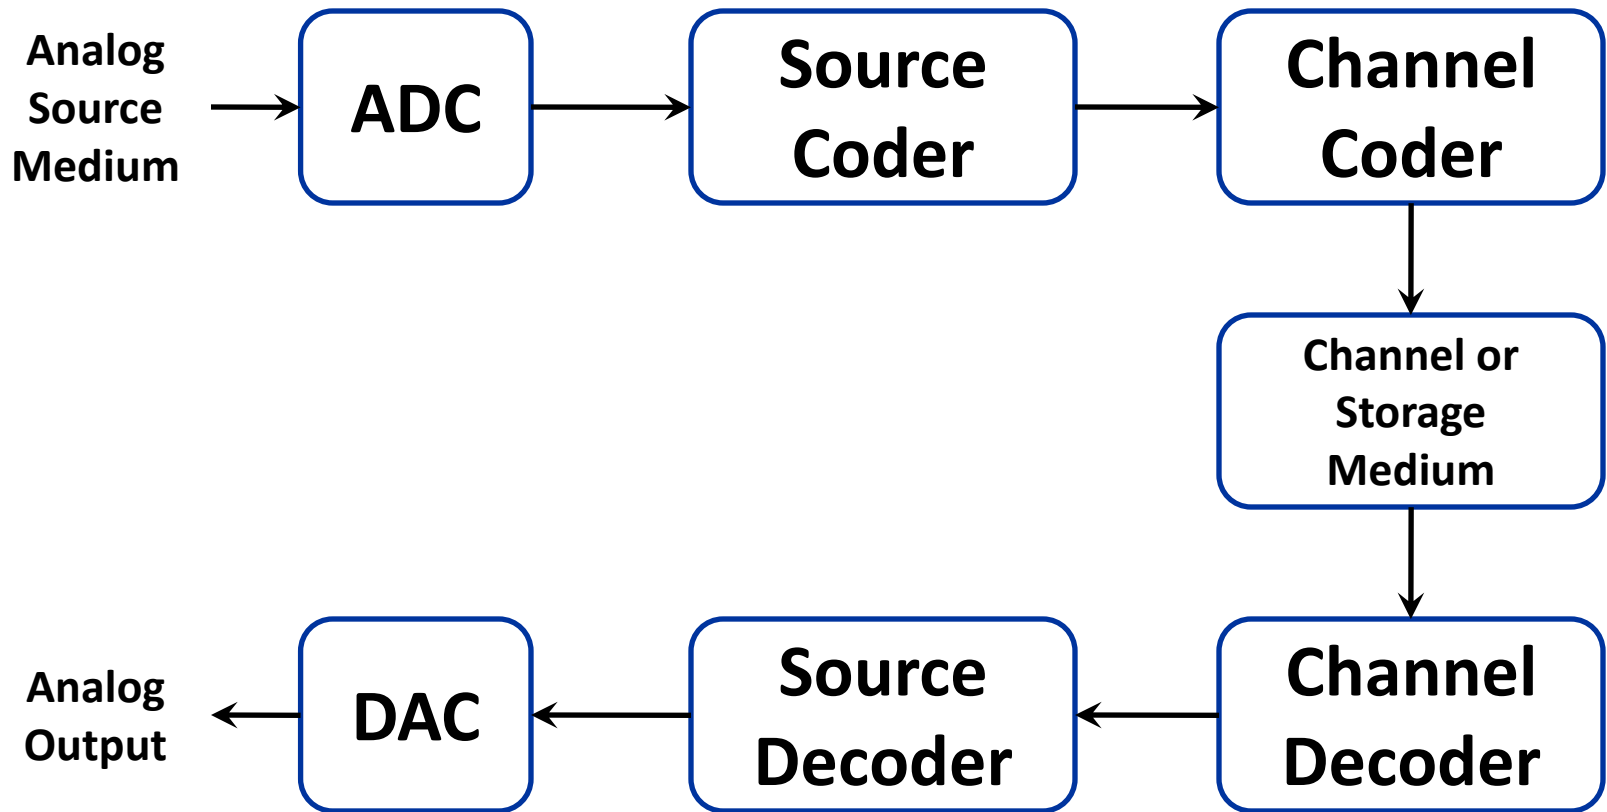 Analog
Source
Medium
ADC
Source
Coder
Channel
Coder
Channel or
Storage
Medium
Analog
Output
DAC
Source
Decoder
Channel
Decoder